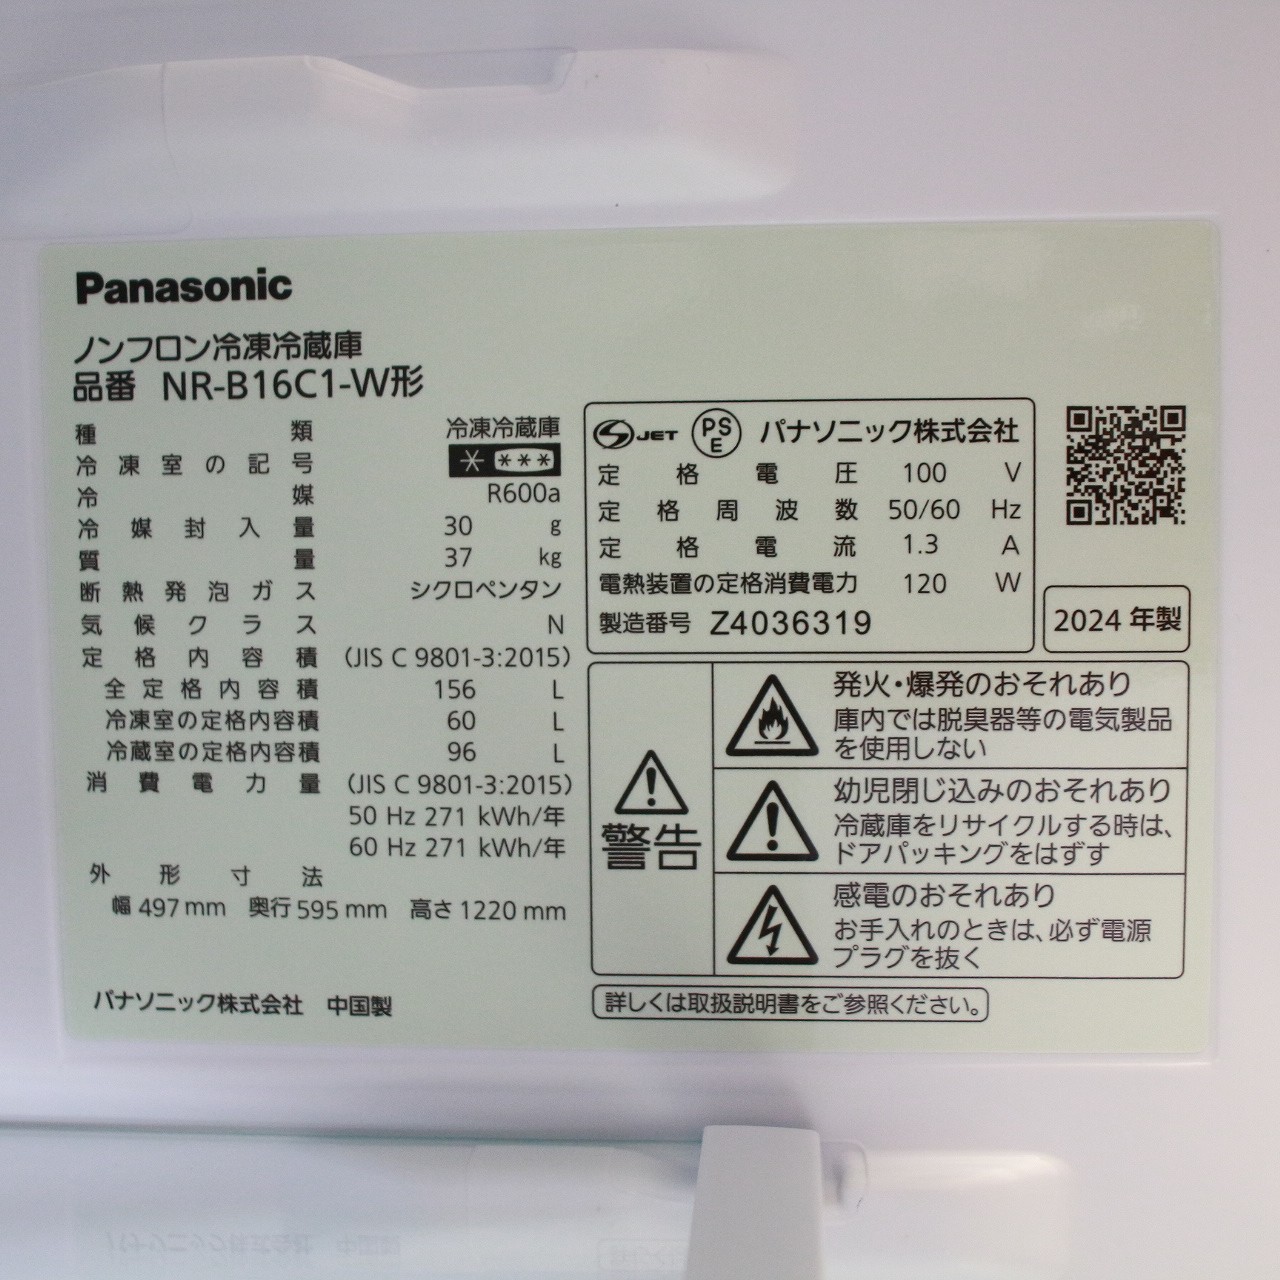 Panasonic
ノンフロン冷凍冷蔵庫
品番 NR-B16C1-W形
種類 冷凍冷蔵庫
冷凍室の記号 * ***
冷媒 R600a
冷媒封入量 30 g
質量 37 kg
断熱発泡ガス シクロペンタン
気候クラス N
定格内容積 (JIS C 9801-3:2015)
全定格内容積 156 L
冷凍室の定格内容積 60 L
冷蔵室の定格内容積 96 L
消費電力量 (JIS C 9801-3:2015)
50 Hz 271 kWh/年
60 Hz 271 kWh/年
外形寸法
幅 497 mm 奥行 595 mm 高さ 1220 mm
パナソニック株式会社 中国製
S JET PS E パナソニック株式会社
定格電圧 100 V
定格周波数 50/60 Hz
定格電流 1.3 A
電熱装置の定格消費電力 120 W
製造番号 Z4036319
2024 年製
警告
発火・爆発のおそれあり
庫内では脱臭器等の電気製品
を使用しない
幼児閉じ込みのおそれあり
冷蔵庫をリサイクルする時は、
ドアパッキングをはずす
感電のおそれあり
お手入れのときは、必ず電源
プラグを抜く
詳しくは取扱説明書をご参照ください。